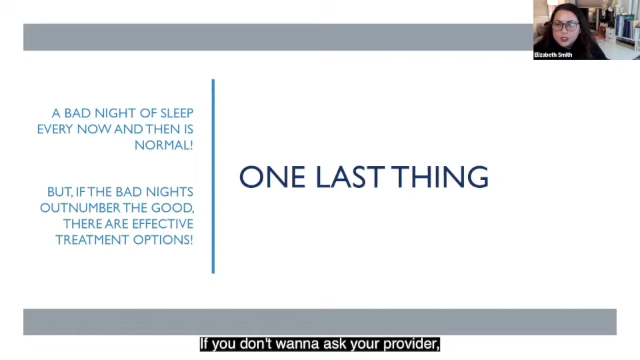 Elizabeth Smith
A BAD NIGHT OF SLEEP
EVERY NOW AND THEN IS
NORMAL!
BUT, IF THE BAD NIGHTS
OUTNUMBER THE GOOD,
THERE ARE EFFECTIVE
TREATMENT OPTIONS!
ONE LAST THING
If you don't wanna ask your provider,